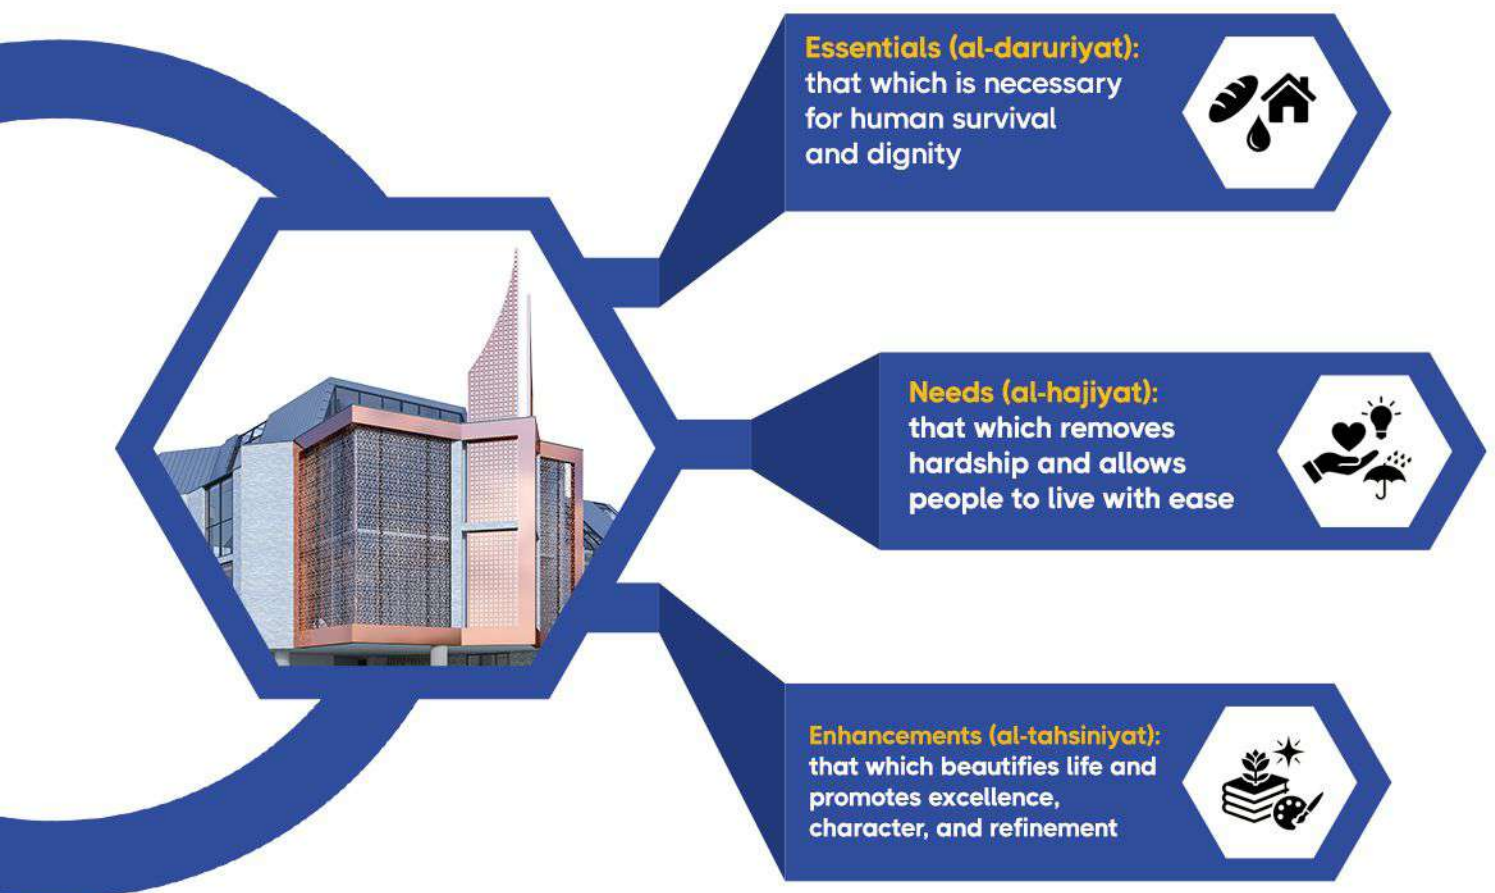 Essentials (al-daruriyat):
that which is necessary
for human survival
and dignity
Needs (al-hajiyat):
that which removes
hardship and allows
people to live with ease
Enhancements (al-tahsiniyat):
that which beautifies life and
promotes excellence,
character, and refinement